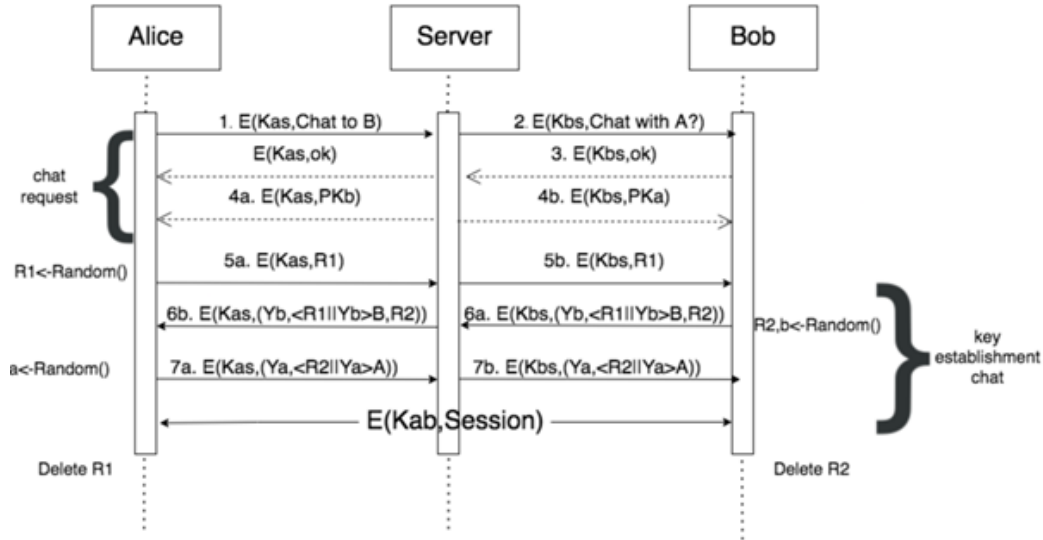 Alice
Server
Bob
1. E(Kas,Chat to B)
2. E(Kbs,Chat with A?)
E(Kas,ok)
3. E(Kbs,ok)
chat
request
4a. E(Kas,PKb)
4b. E(Kbs,PKa)
R1<-Random()
5a. E(Kas,R1)
5b. E(Kbs,R1)
6b. E(Kas,(Yb,<R1||Yb>B,R2))
6a. E(Kbs,(Yb,<R1||Yb>B,R2))
R2,b<-Random()
key
establishment
chat
a<-Random()
7a. E(Kas,(Ya,<R2||Ya>A))
7b. E(Kbs,(Ya,<R2||Ya>A))
E(Kab,Session)
Delete R1
Delete R2